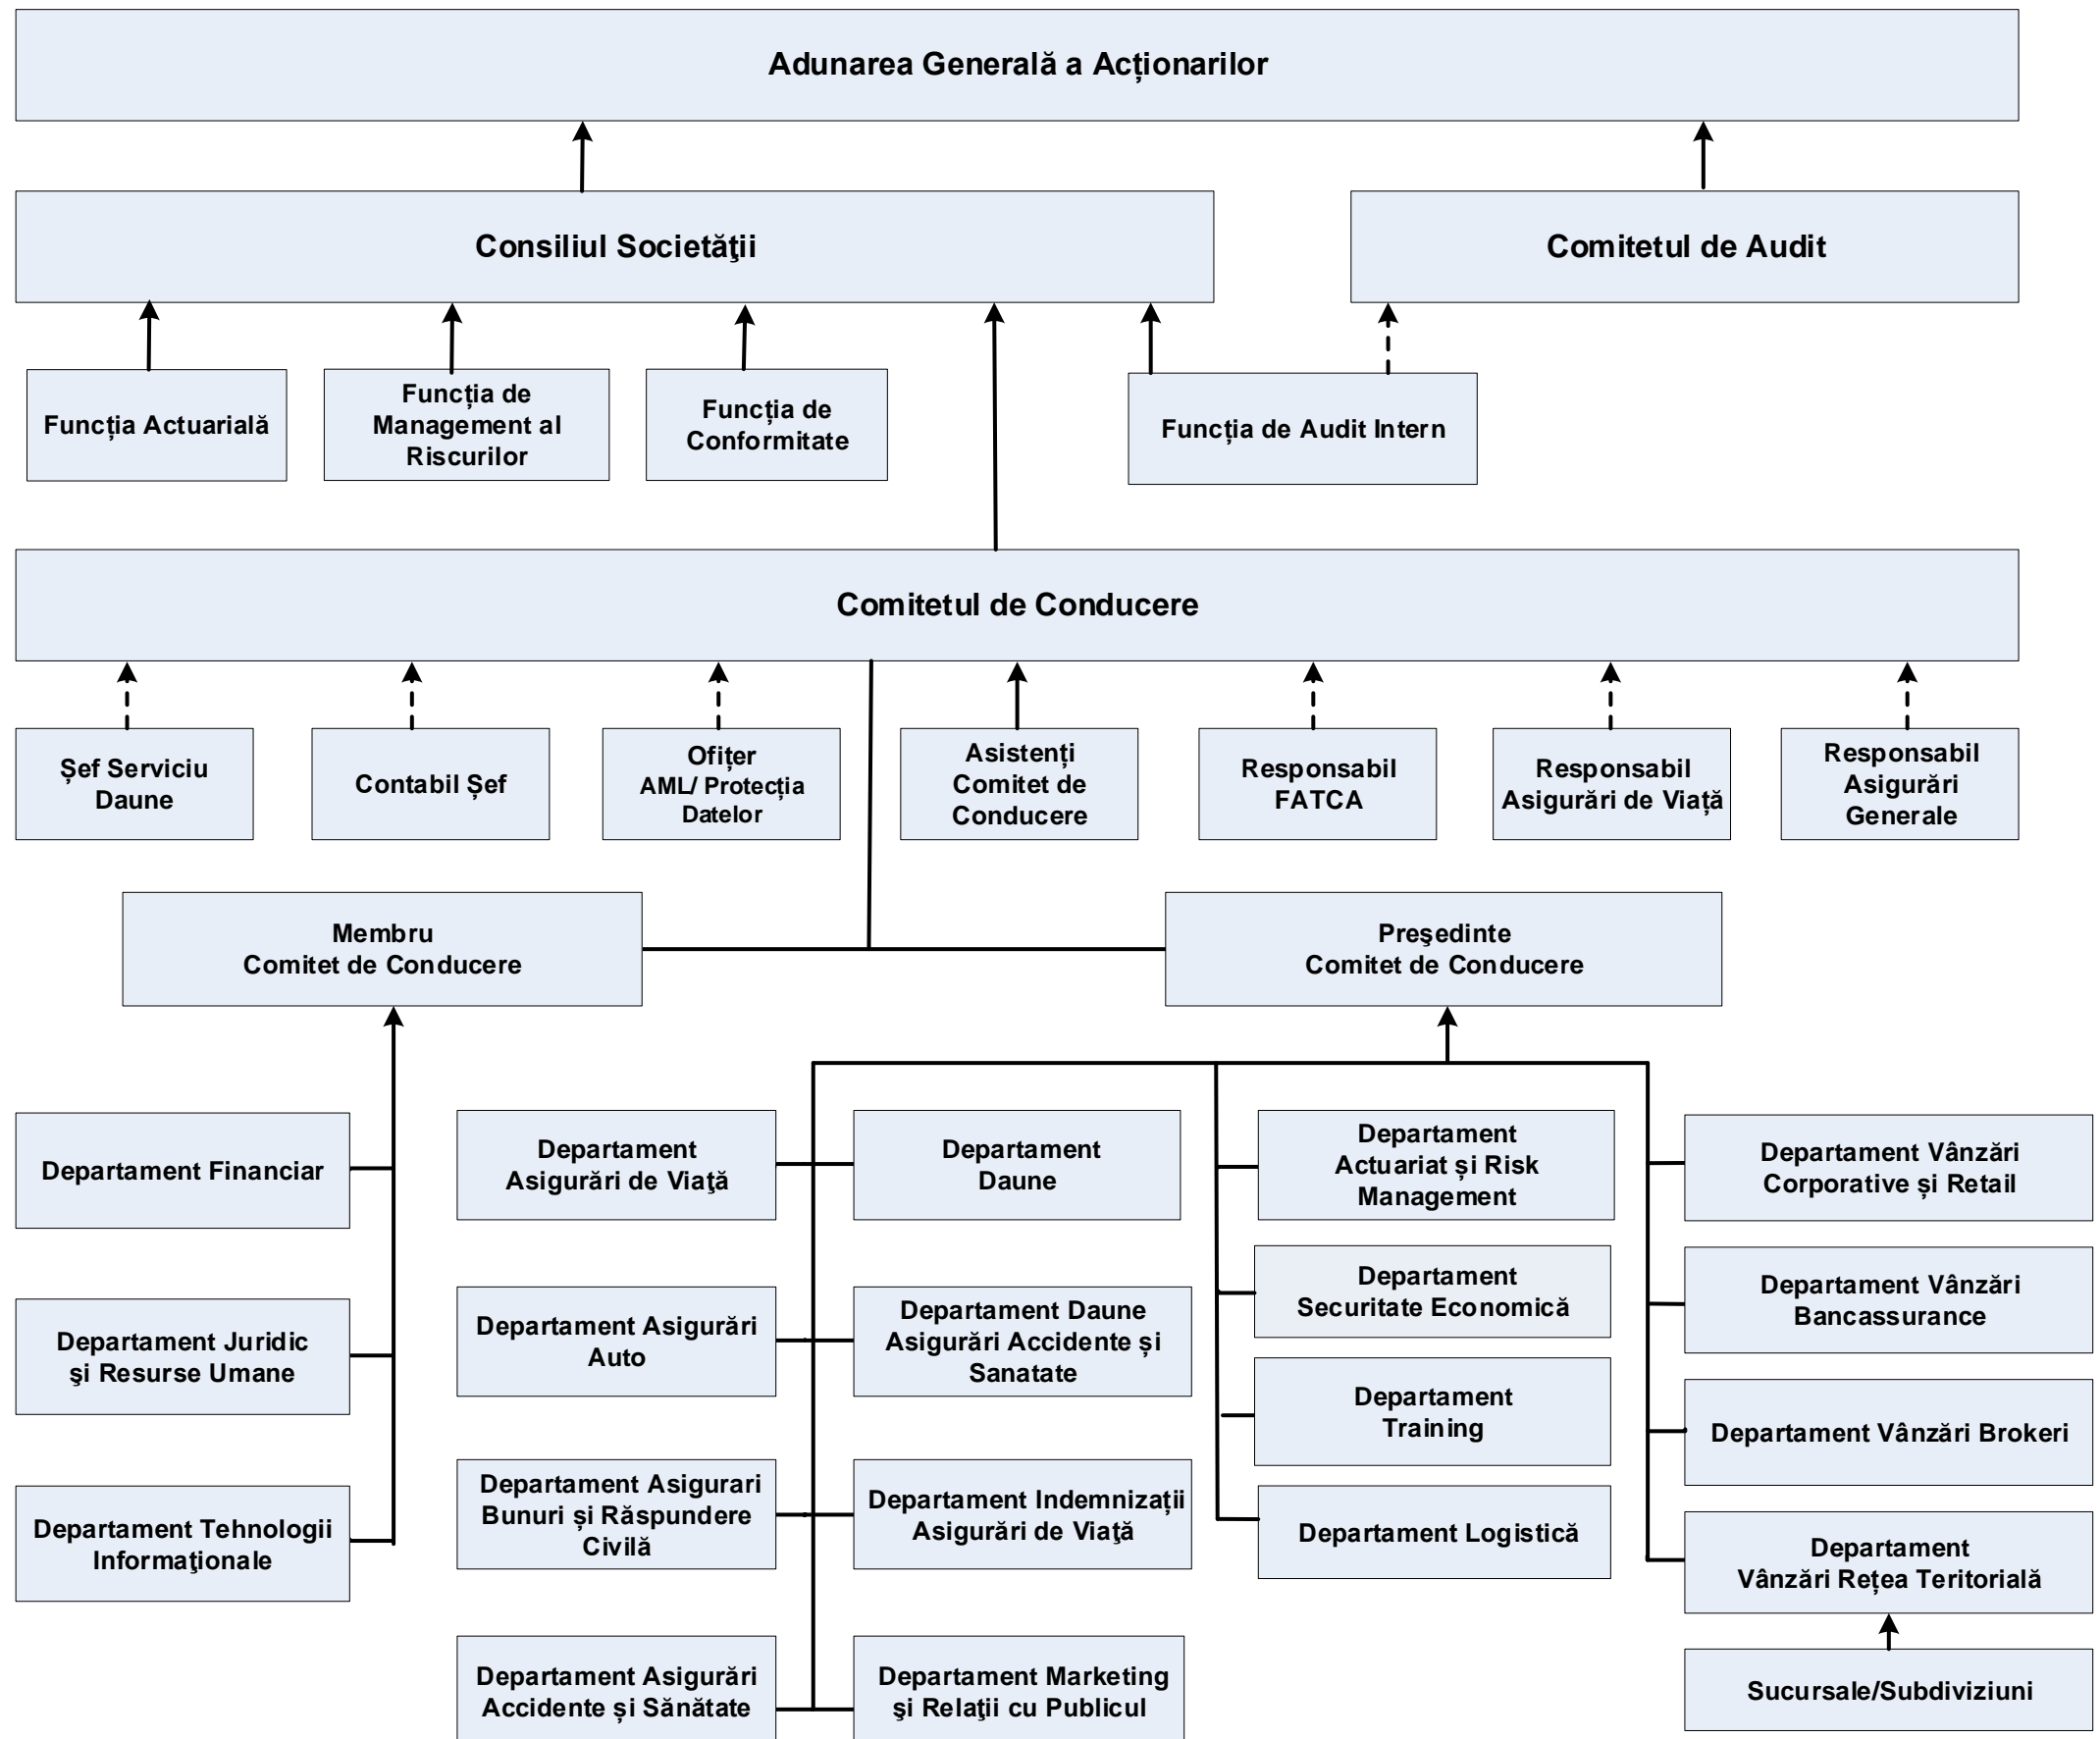 Adunarea Generală a Acționarilor
Consiliul Societăţii
Comitetul de Audit
Funcția Actuarială
Funcția de
Management al
Riscurilor
Funcția de
Conformitate
Funcția de Audit Intern
Comitetul de Conducere
Șef Serviciu
Daune
Contabil Șef
Ofițer
AML/ Protecția
Datelor
Asistenți
Comitet de
Conducere
Responsabil
FATCA
Responsabil
Asigurări de Viață
Responsabil
Asigurări
Generale
Membru
Comitet de Conducere
Preşedinte
Comitet de Conducere
Departament Financiar
Departament Juridic
şi Resurse Umane
Departament Tehnologii
Informaţionale
Departament
Asigurări de Viaţă
Departament Asigurări
Auto
Departament Asigurari
Bunuri și Răspundere
Civilă
Departament Asigurări
Accidente și Sănătate
Departament
Daune
Departament Daune
Asigurări Accidente și
Sanatate
Departament Indemnizații
Asigurări de Viață
Departament Marketing
şi Relaţii cu Publicul
Departament
Actuariat și Risk
Management
Departament
Securitate Economică
Departament
Training
Departament Logistică
Departament Vânzări
Corporative și Retail
Departament Vânzări
Bancassurance
Departament Vânzări Brokeri
Departament
Vânzări Rețea Teritorială
Sucursale/Subdiviziuni